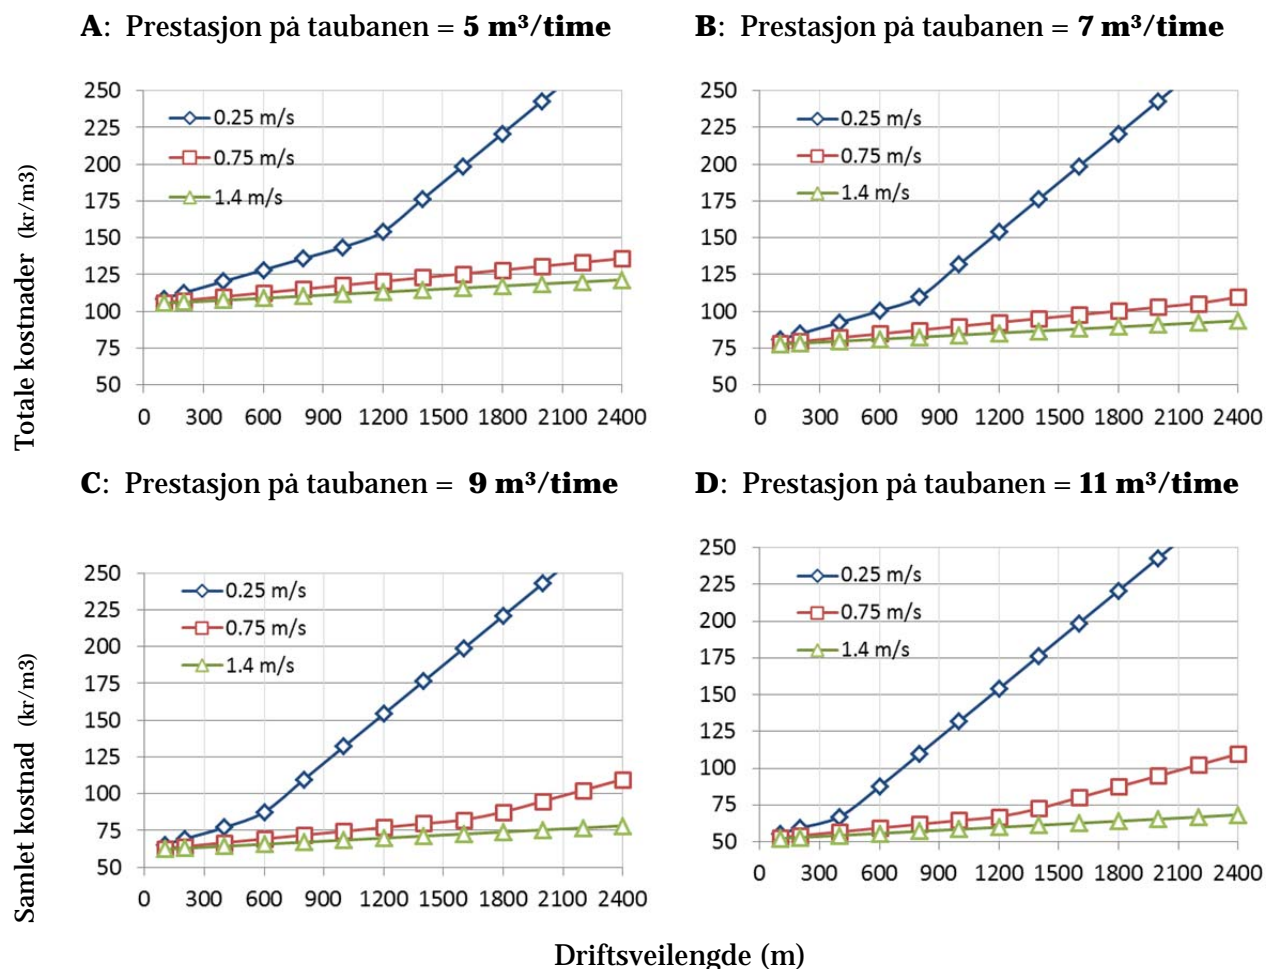 A: Prestasjon på taubanen = 5 m³/time
B: Prestasjon på taubanen = 7 m³/time
Totale kostnader (kr/m3)
250
225
200
175
150
125
100
75
50
0.25 m/s
0.75 m/s
1.4 m/s
0 300 600 900 1200 1500 1800 2100 2400
250
225
200
175
150
125
100
75
50
0.25 m/s
0.75 m/s
1.4 m/s
0 300 600 900 1200 1500 1800 2100 2400
C: Prestasjon på taubanen = 9 m³/time
D: Prestasjon på taubanen = 11 m³/time
Samlet kostnad (kr/m3)
250
225
200
175
150
125
100
75
50
0.25 m/s
0.75 m/s
1.4 m/s
0 300 600 900 1200 1500 1800 2100 2400
250
225
200
175
150
125
100
75
50
0.25 m/s
0.75 m/s
1.4 m/s
0 300 600 900 1200 1500 1800 2100 2400
Driftsveilengde (m)